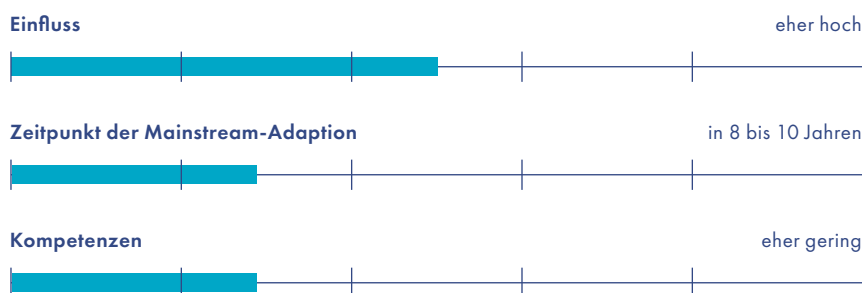 Einfluss eher hoch
Zeitpunkt der Mainstream-Adaption in 8 bis 10 Jahren
Kompetenzen eher gering